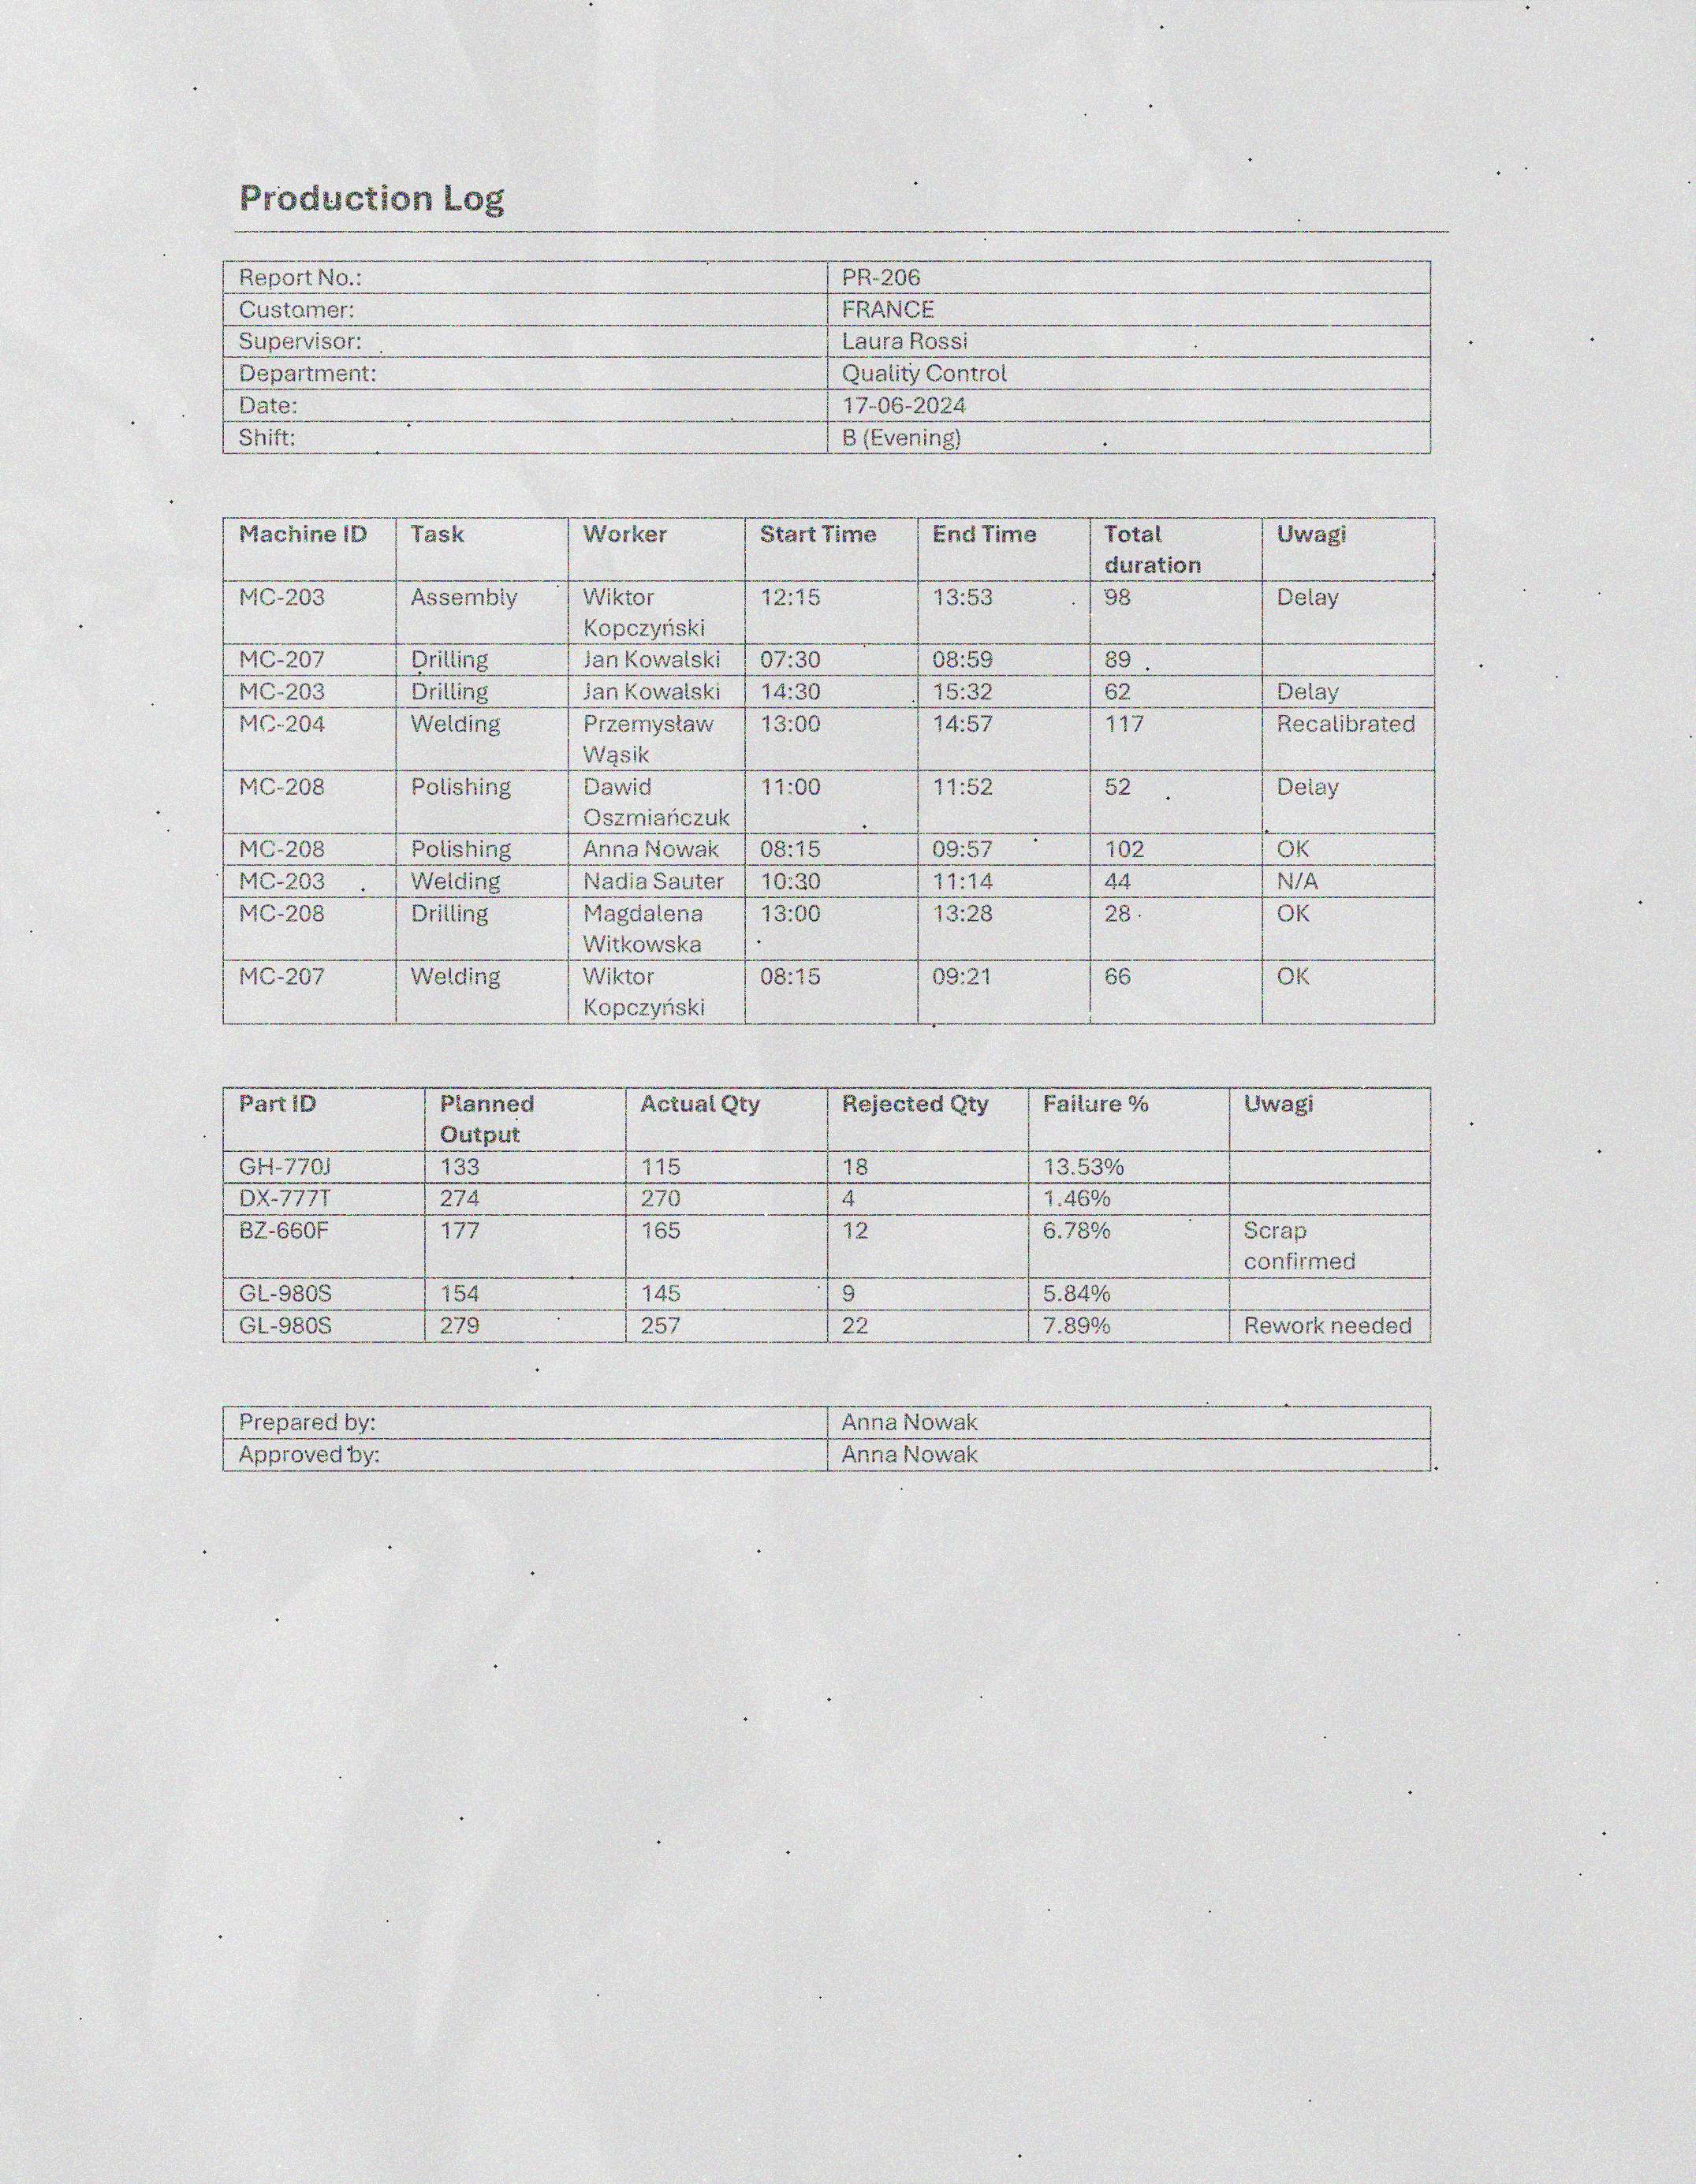 Production Log
Report No.: PR-206
Customer: FRANCE
Supervisor: Laura Rossi
Department: Quality Control
Date: 17-06-2024
Shift: B (Evening)
Machine ID Task Worker Start Time End Time Total duration Uwagi
MC-203 Assembly Wiktor Kopczyński 12:15 13:53 98 Delay
MC-207 Drilling Jan Kowalski 07:30 08:59 89
MC-203 Drilling Jan Kowalski 14:30 15:32 62 Delay
MC-204 Welding Przemysław Wąsik 13:00 14:57 117 Recalibrated
MC-208 Polishing Dawid Oszmiańczuk 11:00 11:52 52 Delay
MC-208 Polishing Anna Nowak 08:15 09:57 102 OK
MC-203 Welding Nadia Sauter 10:30 11:14 44 N/A
MC-208 Drilling Magdalena Witkowska 13:00 13:28 28 OK
MC-207 Welding Wiktor Kopczyński 08:15 09:21 66 OK
Part ID Planned Output Actual Qty Rejected Qty Failure % Uwagi
GH-770J 133 115 18 13.53%
DX-777T 274 270 4 1.46%
BZ-660F 177 165 12 6.78% Scrap confirmed
GL-980S 154 145 9 5.84%
GL-980S 279 257 22 7.89% Rework needed
Prepared by: Anna Nowak
Approved by: Anna Nowak